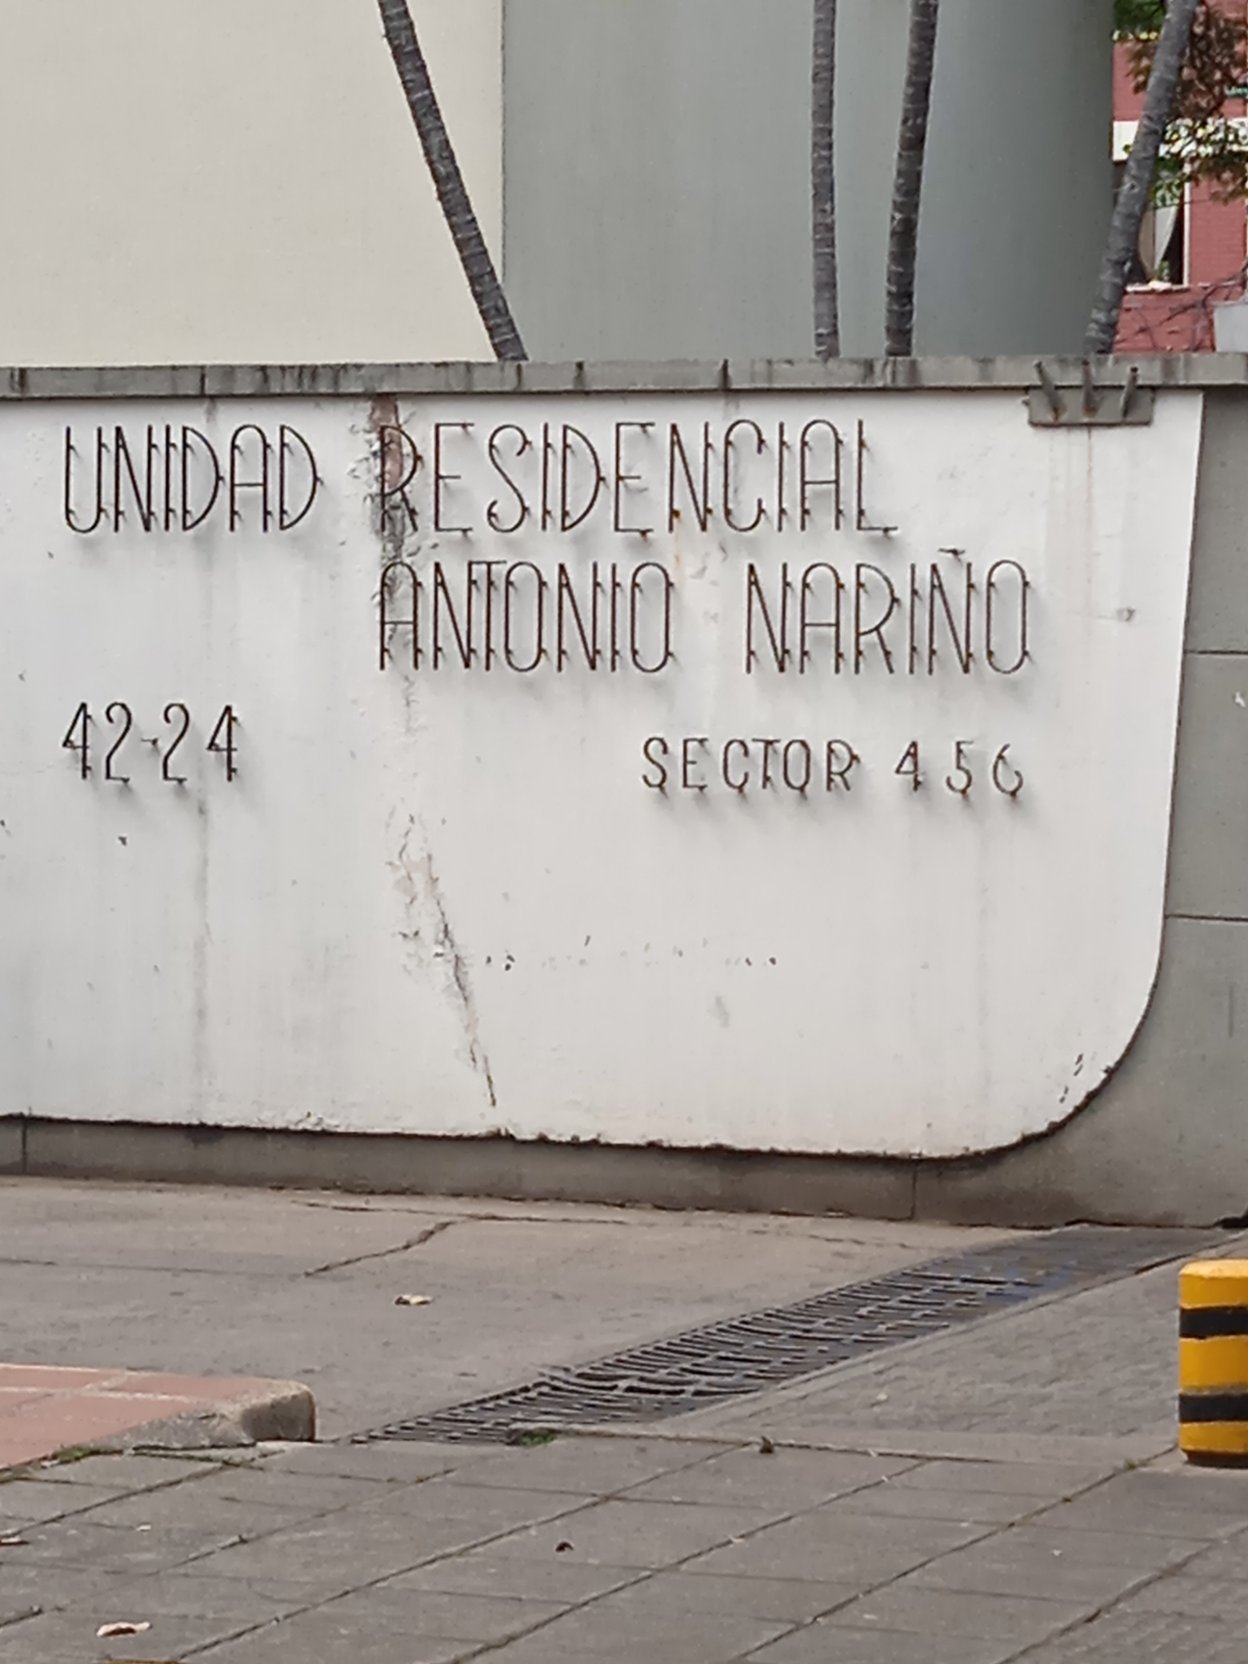 UNIDAD RESIDENCIAL
ANTONIO NARIÑO
42-24
SECTOR 4 5 6